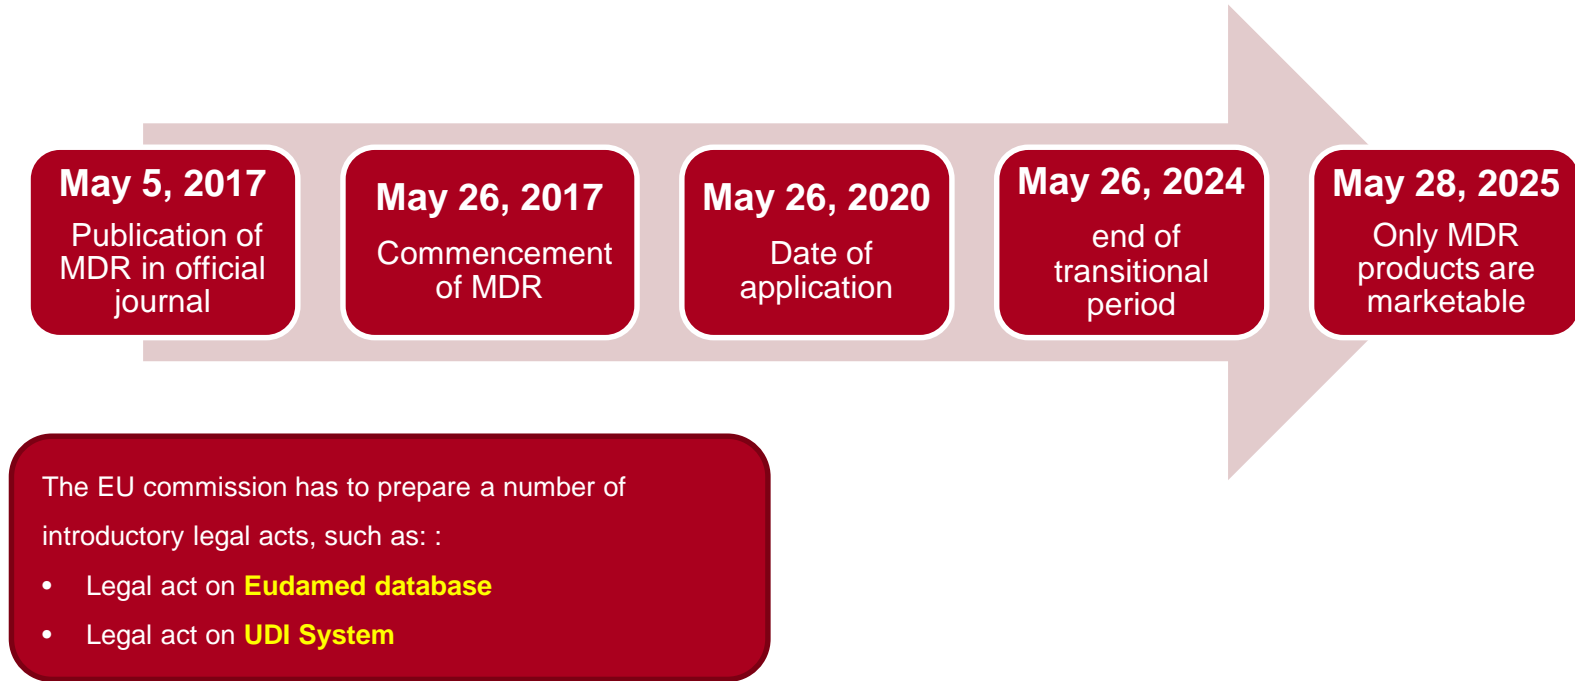 May 5, 2017
Publication of
MDR in official
journal
May 26, 2017
Commencement
of MDR
May 26, 2020
Date of
application
May 26, 2024
end of
transitional
period
May 28, 2025
Only MDR
products are
marketable
The EU commission has to prepare a number of
introductory legal acts, such as: :
• Legal act on Eudamed database
• Legal act on UDI System